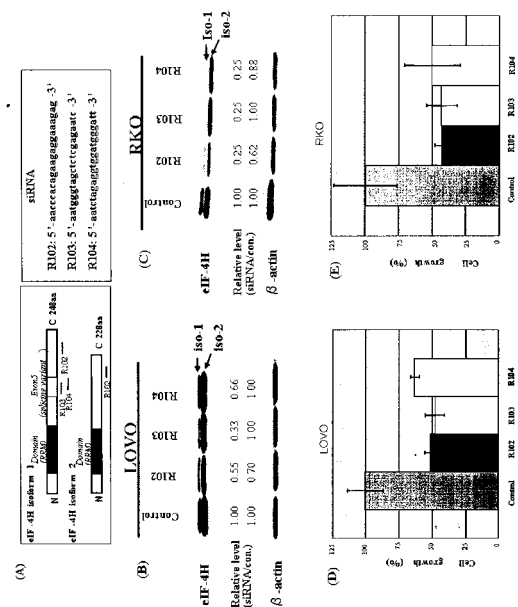 (A)
eIF-4H isoform 1
Domain (RRM)
Exon5 (splicing variant)
N
C 248aa
R103
R104
R102
eIF-4H isoform 2
Domain (RRM)
N
C 228aa
R102
siRNA
R102: 5'-aacccacagaagaggaaagag -3'
R103: 5'-aatgggtagctctcgagaatc -3'
R104: 5'-aatctagaggtggatgggatt -3'
(B)
LOVO
Control
R102
R103
R104
eIF-4H
Iso-1
iso-2
Relative level (siRNA/con.)
1.00 0.55 0.33 0.66
1.00 0.70 1.00 1.00
β-actin
(C)
RKO
Control
R102
R103
R104
eIF-4H
Iso-1
iso-2
Relative level (siRNA/con.)
1.00 0.25 0.25 0.25
1.00 0.62 1.00 0.88
β-actin
(D)
LOVO
Cell growth (%)
125
100
75
50
25
0
Control
R102
R103
R104
(E)
RKO
Cell growth (%)
125
100
75
50
25
0
Control
R102
R103
R104